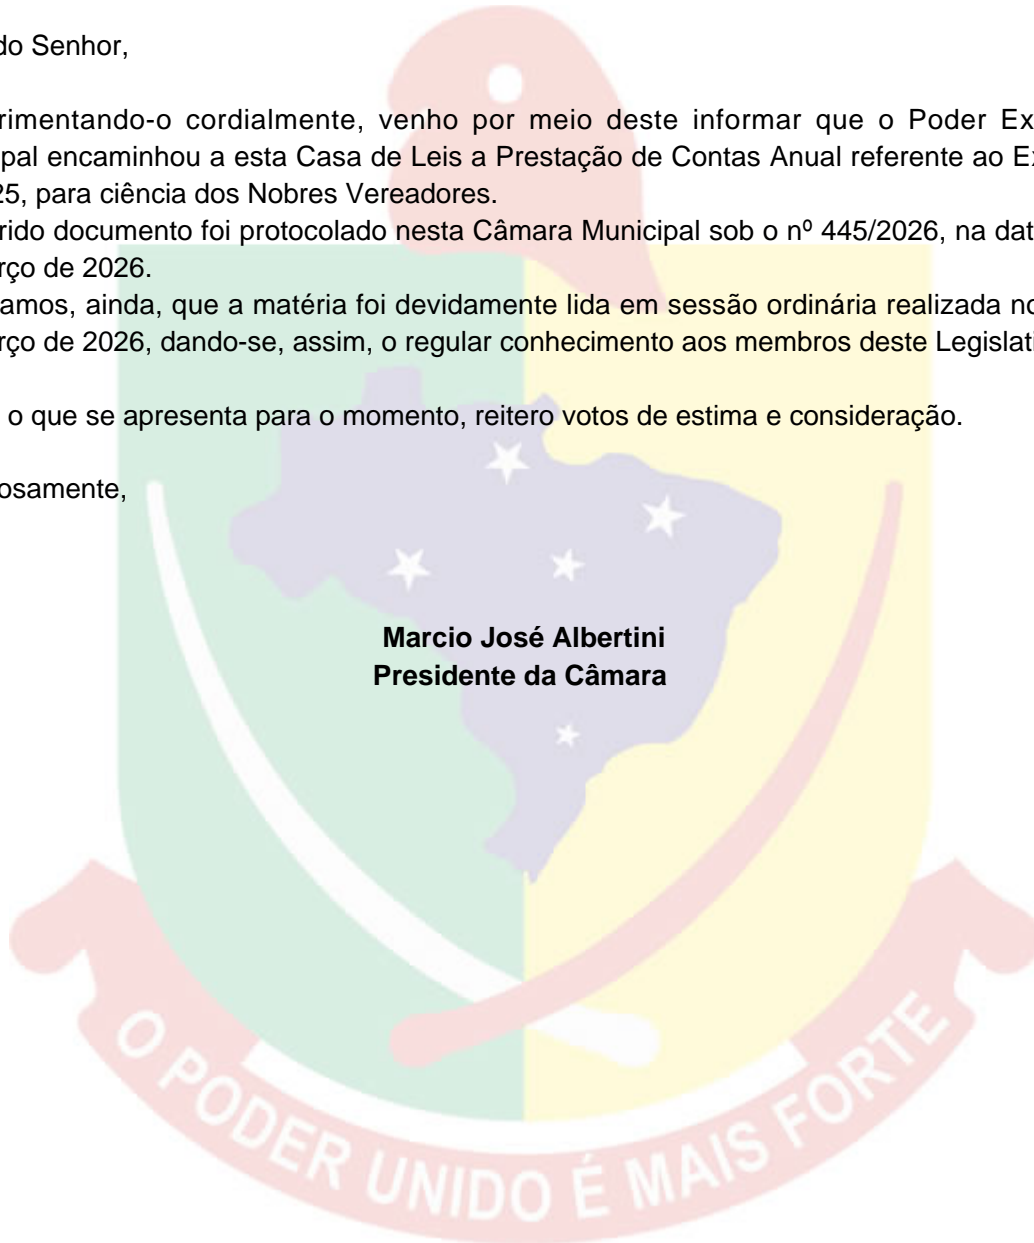 do Senhor,
rimentando-o cordialmente, venho por meio deste informar que o Poder Ex
pal encaminhou a esta Casa de Leis a Prestação de Contas Anual referente ao Ex
25, para ciência dos Nobres Vereadores.
rido documento foi protocolado nesta Câmara Municipal sob o nº 445/2026, na dat
rço de 2026.
amos, ainda, que a matéria foi devidamente lida em sessão ordinária realizada no
rço de 2026, dando-se, assim, o regular conhecimento aos membros deste Legislati
o que se apresenta para o momento, reitero votos de estima e consideração.
osamente,
Marcio José Albertini
Presidente da Câmara
O PODER UNIDO É MAIS FORTE